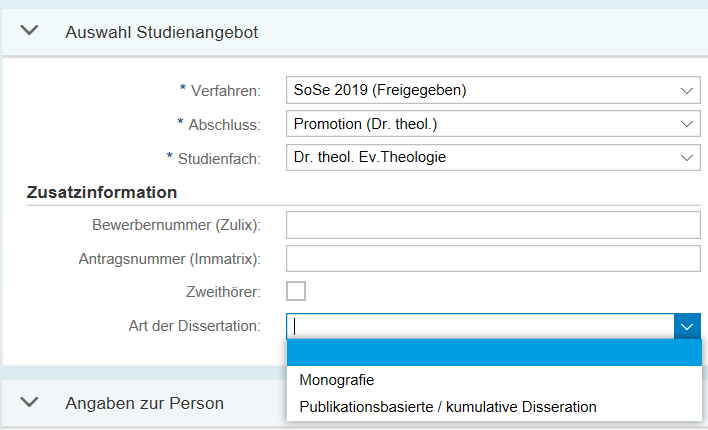 Auswahl Studienangebot
* Verfahren: SoSe 2019 (Freigegeben)
* Abschluss: Promotion (Dr. theol.)
* Studienfach: Dr. theol. Ev.Theologie
Zusatzinformation
Bewerbernummer (Zulix):
Antragsnummer (Immatrix):
Zweithörer:
Art der Dissertation:
Monografie
Publikationsbasierte / kumulative Disseration
Angaben zur Person